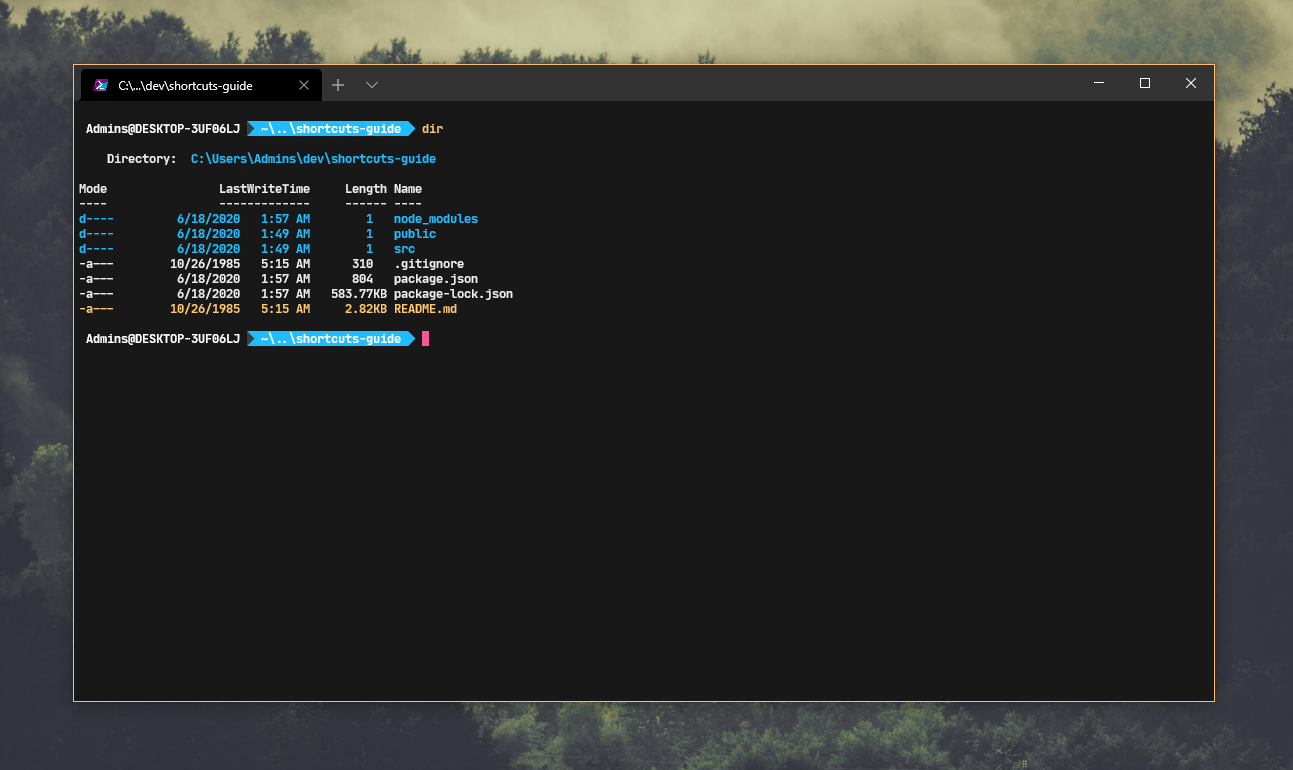 C:\...\dev\shortcuts-guide
Admins@DESKTOP-3UF06LJ ~\..\shortcuts-guide dir
Directory: C:\Users\Admins\dev\shortcuts-guide
Mode LastWriteTime Length Name
---- ------------- ------ ----
d---- 6/18/2020 1:57 AM 1 node_modules
d---- 6/18/2020 1:49 AM 1 public
d---- 6/18/2020 1:49 AM 1 src
-a--- 10/26/1985 5:15 AM 310 .gitignore
-a--- 6/18/2020 1:57 AM 804 package.json
-a--- 6/18/2020 1:57 AM 583.77KB package-lock.json
-a--- 10/26/1985 5:15 AM 2.82KB README.md
Admins@DESKTOP-3UF06LJ ~\..\shortcuts-guide